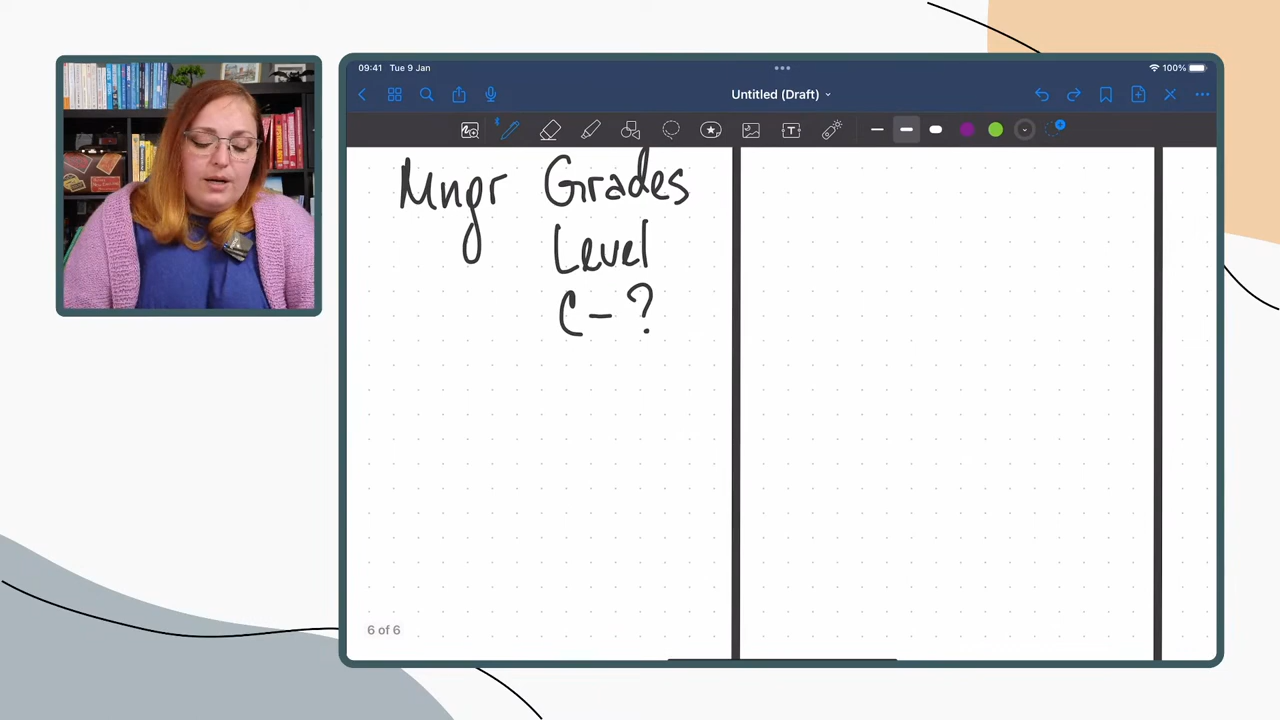 09:41 Tue 9 Jan
100%
Untitled (Draft)
Mngr Grades
Level
C - ?
6 of 6